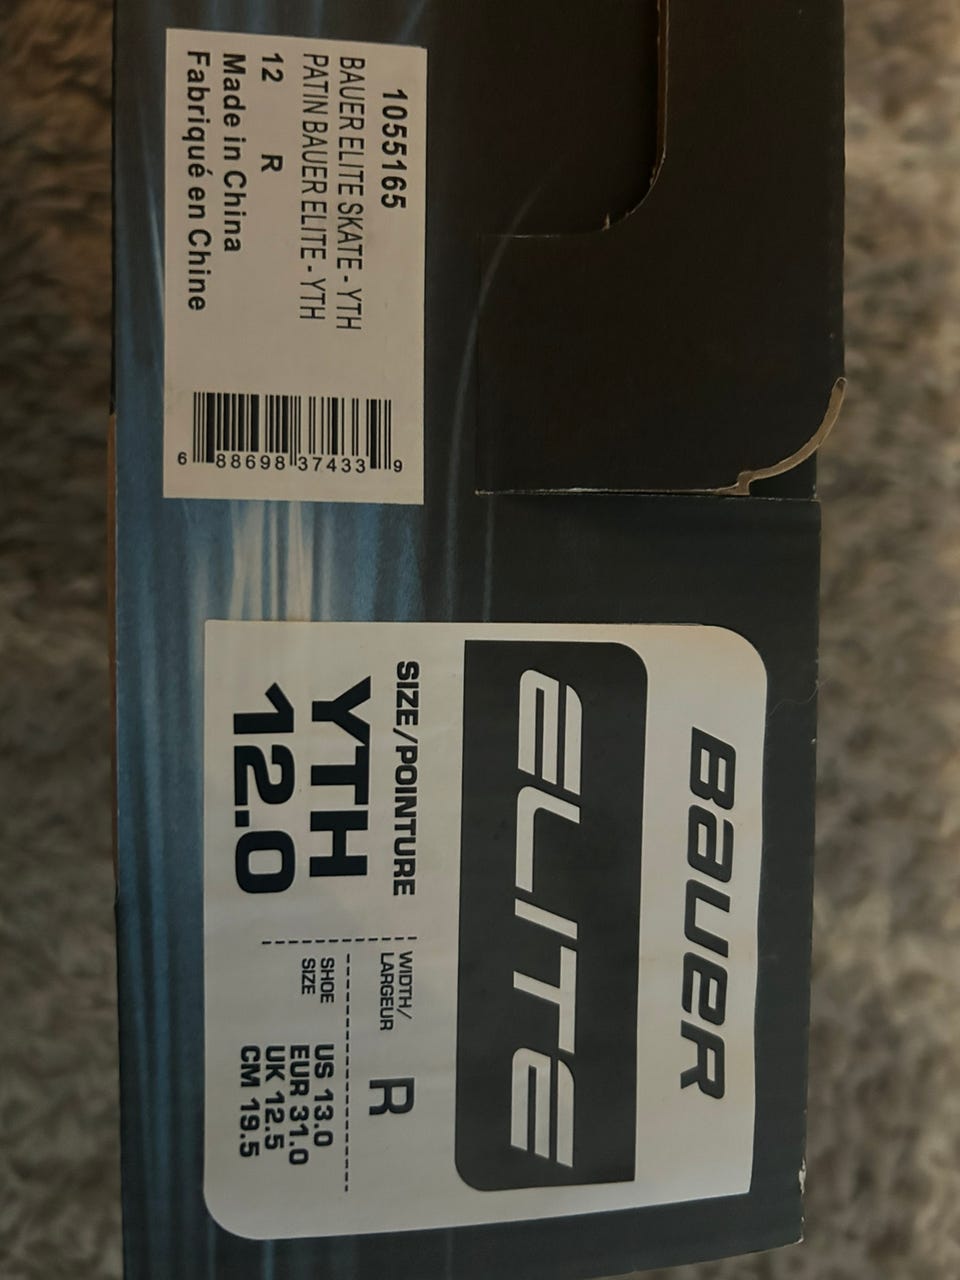 1055165
BAUER ELITE SKATE - YTH
PATIN BAUER ELITE - YTH
12 R
Made in China
Fabriqué en Chine
6 88698 37433 9
BAUER
ELITE
SIZE/POINTURE
YTH
12.0
WIDTH/
LARGEUR
R
SHOE
SIZE
US 13.0
EUR 31.0
UK 12.5
CM 19.5